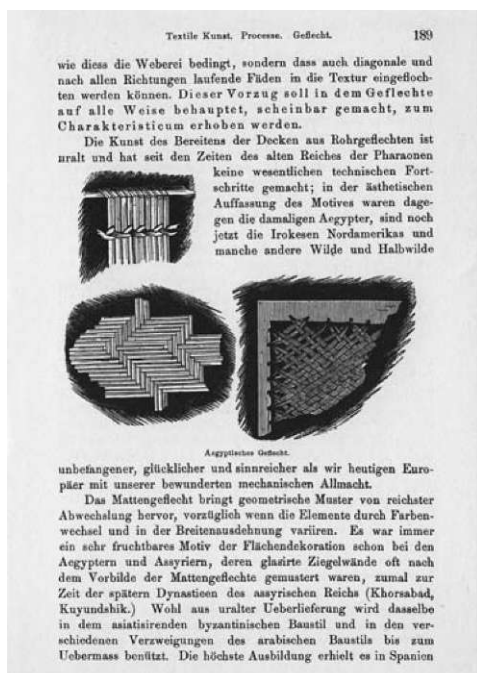 Textile Kunst. Processe. Geflecht. 189
wie diess die Weberei bedingt, sondern dass auch diagonale und
nach allen Richtungen laufende Fäden in die Textur eingefloch-
ten werden können. Dieser Vorzug soll in dem Geflechte
auf alle Weise behauptet, scheinbar gemacht, zum
Charakteristicum erhoben werden.
Die Kunst des Bereitens der Decken aus Rohrgeflechten ist
uralt und hat seit den Zeiten des alten Reiches der Pharaonen
keine wesentlichen technischen Fort-
schritte gemacht; in der ästhetischen
Auffassung des Motives waren dage-
gen die damaligen Aegypter, sind noch
jetzt die Irokesen Nordamerikas und
manche andere Wilde und Halbwilde
Aegyptisches Geflecht.
unbefangener, glücklicher und sinnreicher als wir heutigen Euro-
päer mit unserer bewunderten mechanischen Allmacht.
Das Mattengeflecht bringt geometrische Muster von reichster
Abwechslung hervor, vorzüglich wenn die Elemente durch Farben-
wechsel und in der Breitenausdehnung variiren. Es war immer
ein sehr fruchtbares Motiv der Flächendekoration schon bei den
Aegyptern und Assyriern, deren glasirte Ziegelwände oft nach
dem Vorbilde der Mattengeflechte gemustert waren, zumal zur
Zeit der spätern Dynastieen des assyrischen Reichs (Khorsabad,
Kuyundshik.) Wohl aus uralter Ueberlieferung wird dasselbe
in dem asiatisirenden byzantinischen Baustil und in den ver-
schiedenen Verzweigungen des arabischen Baustils bis zum
Uebermass benützt. Die höchste Ausbildung erhielt es in Spanien